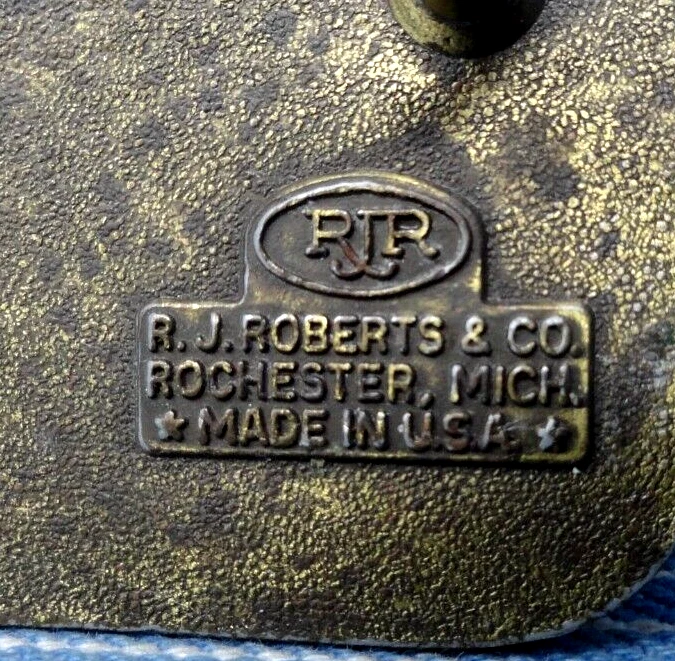 RJR
R. J. ROBERTS & CO.
ROCHESTER, MICH.
★ MADE IN U.S.A. ★